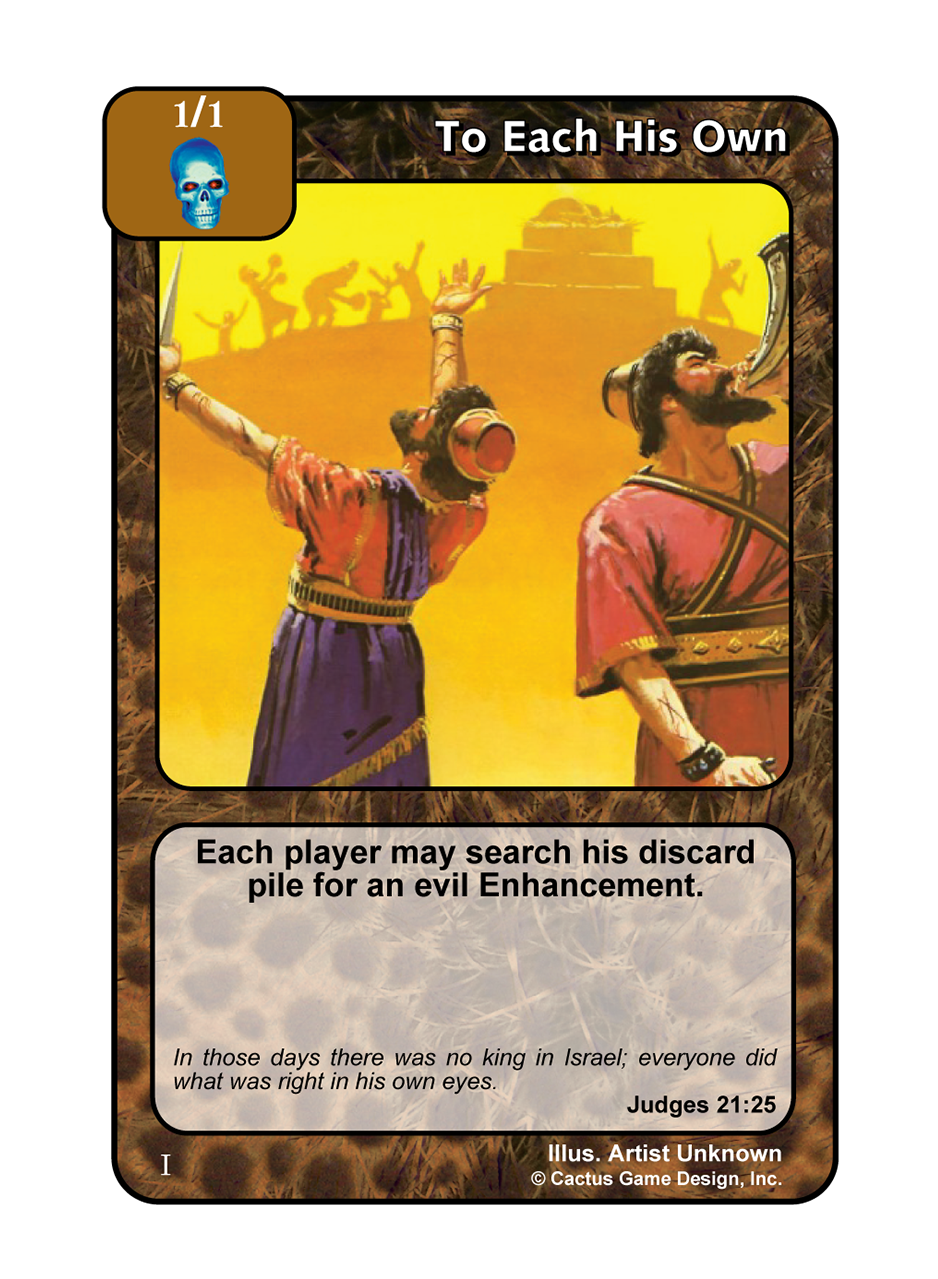 1/1
To Each His Own
Each player may search his discard
pile for an evil Enhancement.
In those days there was no king in Israel; everyone did
what was right in his own eyes.
Judges 21:25
I
Illus. Artist Unknown
© Cactus Game Design, Inc.